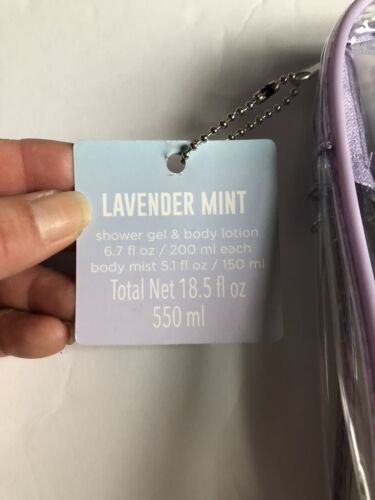 LAVENDER MINT
shower gel & body lotion
6.7 fl oz / 200 ml each
body mist 5.1 fl oz / 150 ml
Total Net 18.5 fl oz
550 ml